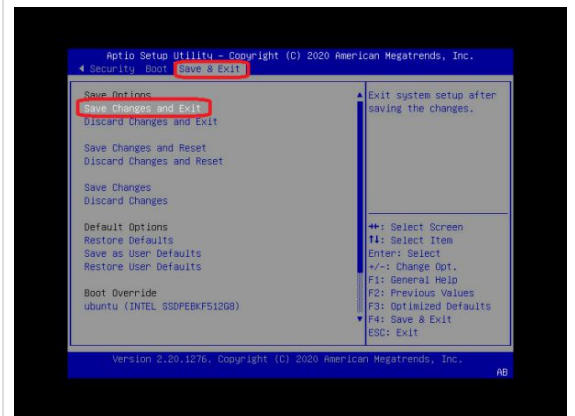 Aptio Setup Utility – Copyright (C) 2020 American Megatrends, Inc.
Security Boot Save & Exit
Save Options
Save Changes and Exit
Discard Changes and Exit
Save Changes and Reset
Discard Changes and Reset
Save Changes
Discard Changes
Default Options
Restore Defaults
Save as User Defaults
Restore User Defaults
Boot Override
ubuntu (INTEL SSDPEBKF512G8)
Exit system setup after
saving the changes.
→←: Select Screen
↑↓: Select Item
Enter: Select
+/-: Change Opt.
F1: General Help
F2: Previous Values
F3: Optimized Defaults
F4: Save & Exit
ESC: Exit
Version 2.20.1276. Copyright (C) 2020 American Megatrends, Inc.
AB